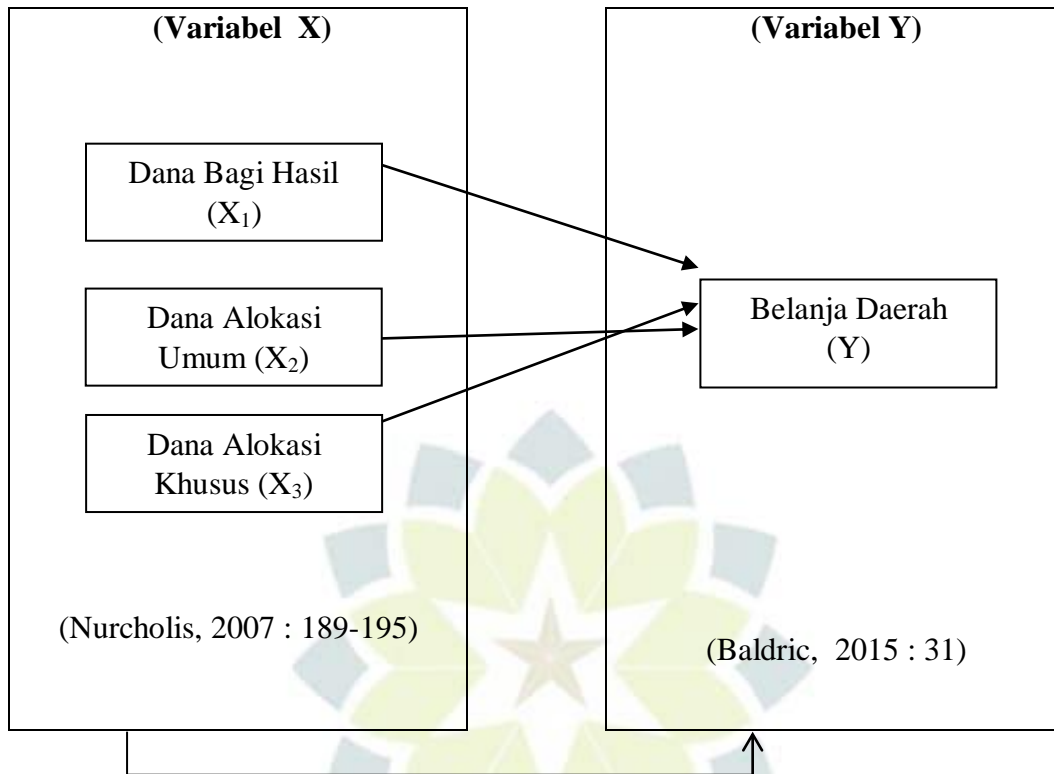 (Variabel X)
Dana Bagi Hasil
(X₁)
Dana Alokasi
Umum (X₂)
Dana Alokasi
Khusus (X₃)
(Nurcholis, 2007 : 189-195)
(Variabel Y)
Belanja Daerah
(Y)
(Baldric, 2015 : 31)